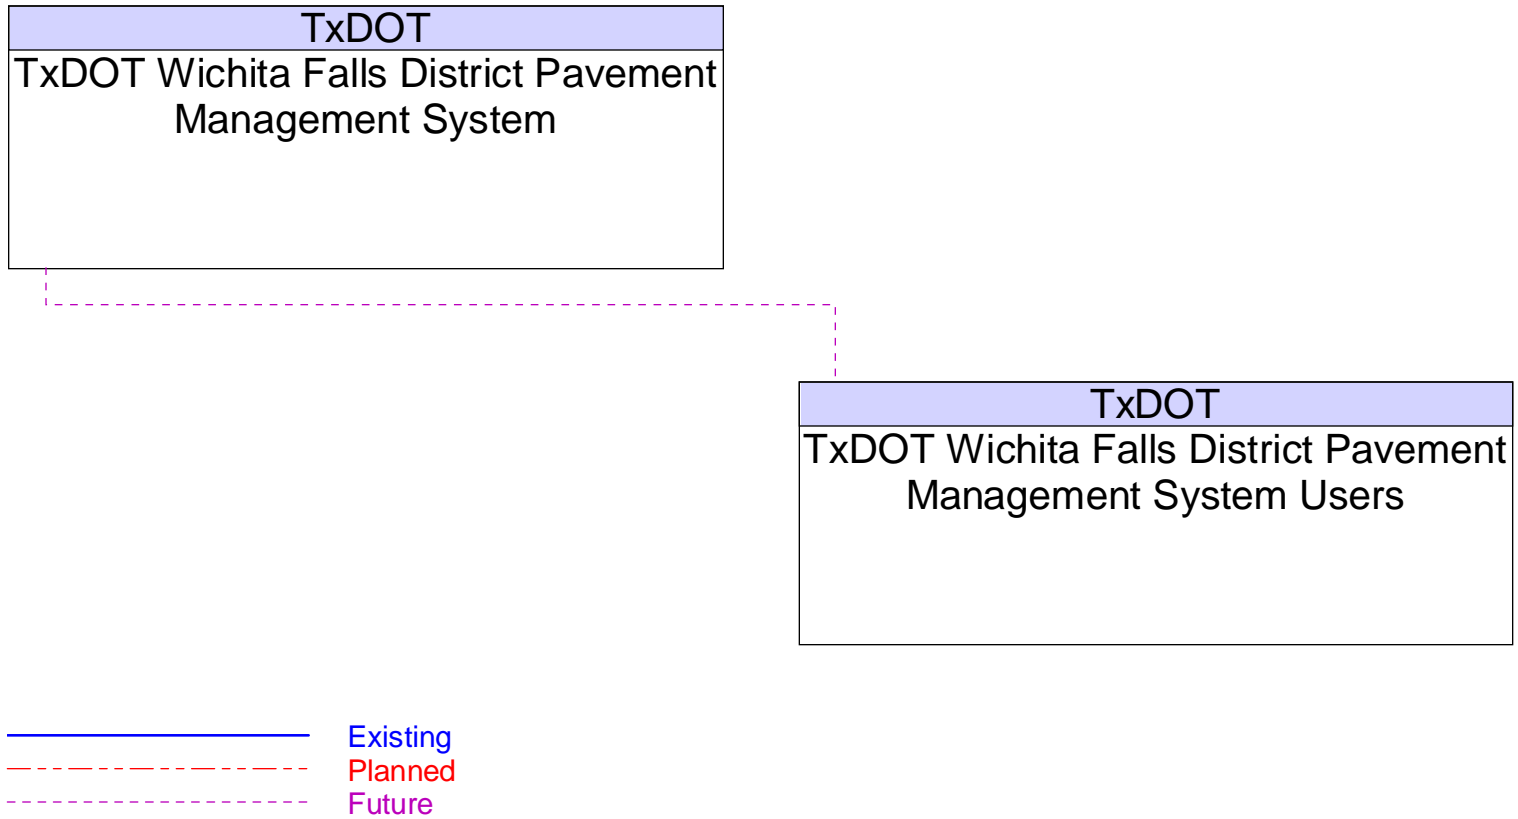 TxDOT
TxDOT Wichita Falls District Pavement
Management System
TxDOT
TxDOT Wichita Falls District Pavement
Management System Users
Existing
Planned
Future